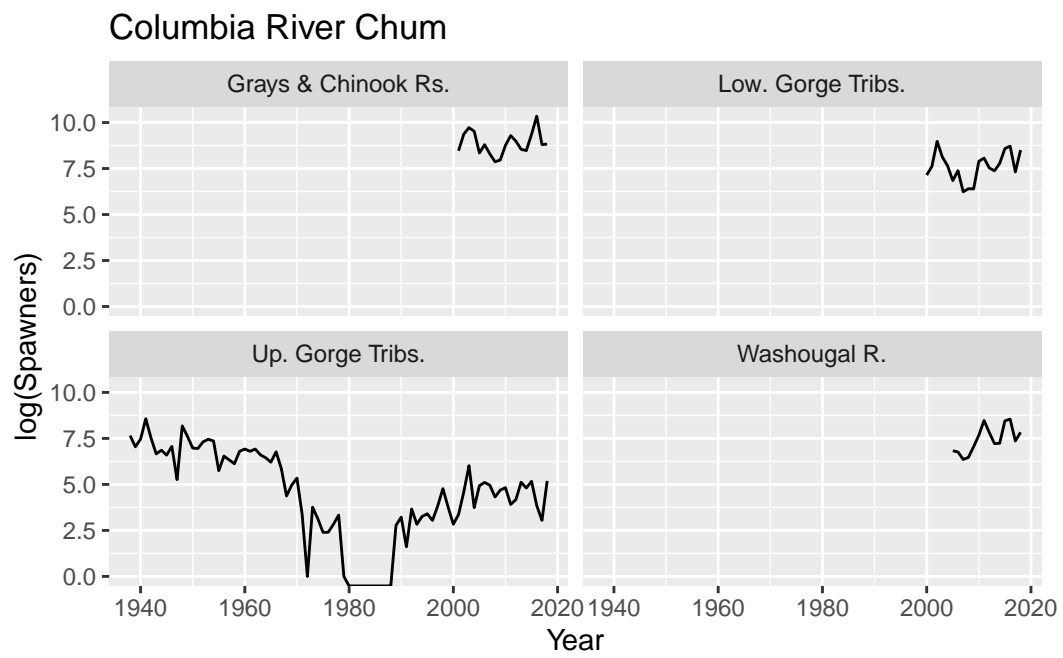 Columbia River Chum
Grays & Chinook Rs.
Low. Gorge Tribs.
10.0
7.5
5.0
2.5
0.0
Up. Gorge Tribs.
Washougal R.
10.0
7.5
5.0
2.5
0.0
log(Spawners)
1940 1960 1980 2000 2020 1940 1960 1980 2000 2020
Year